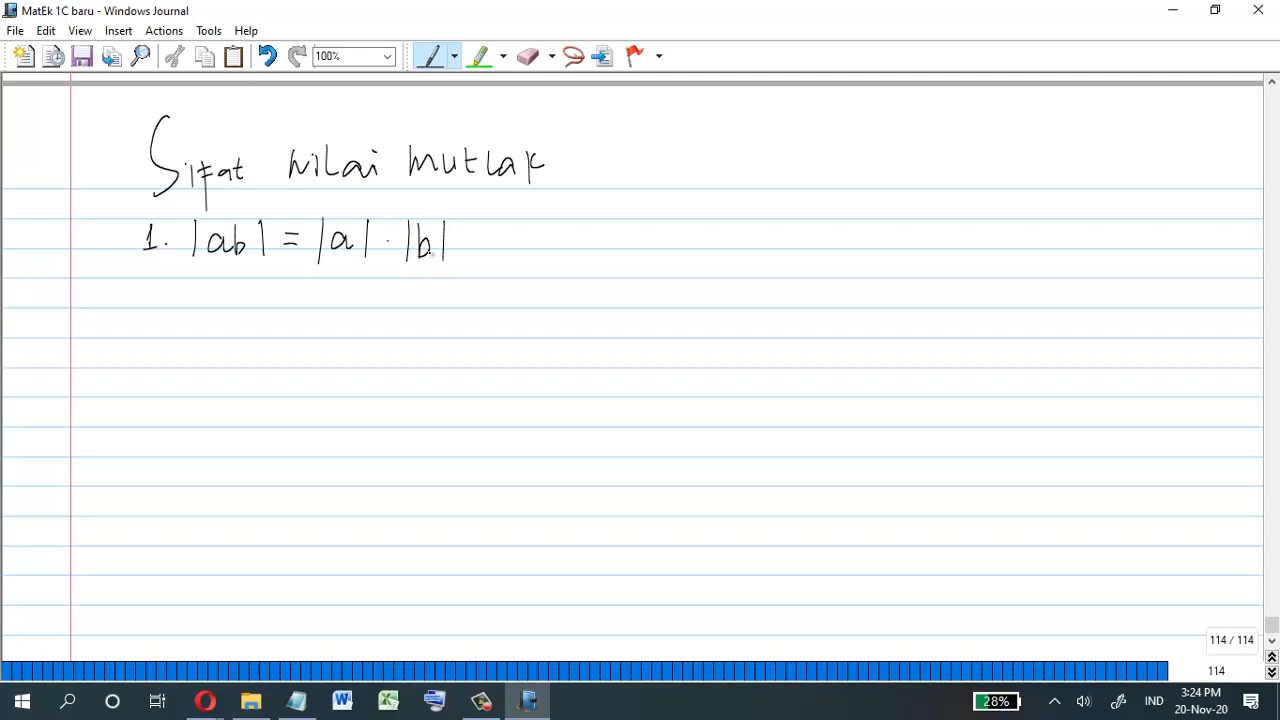 MatEk 1C baru - Windows Journal
File Edit View Insert Actions Tools Help
100%
Sifat nilai mutlak
1. |ab| = |a| · |b|
114 / 114
114
28% IND 3:24 PM
20-Nov-20